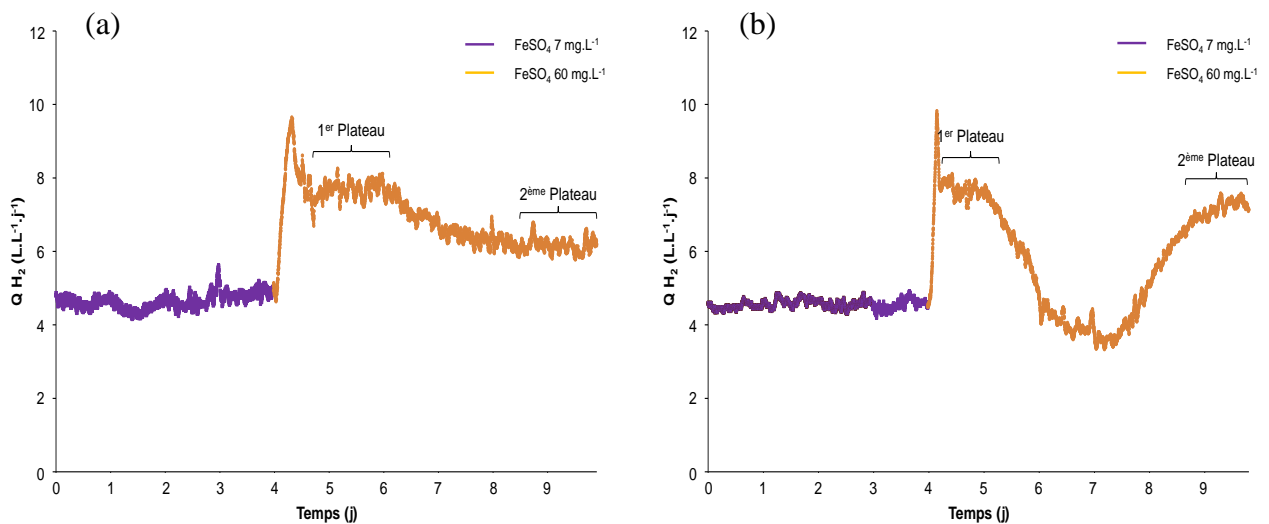 (a)
12
10
8
6
4
2
0
Q H₂ (L.L⁻¹.j⁻¹)
FeSO₄ 7 mg.L⁻¹
FeSO₄ 60 mg.L⁻¹
1er Plateau
2ème Plateau
0 1 2 3 4 5 6 7 8 9
Temps (j)
(b)
12
10
8
6
4
2
0
Q H₂ (L.L⁻¹.j⁻¹)
FeSO₄ 7 mg.L⁻¹
FeSO₄ 60 mg.L⁻¹
1er Plateau
2ème Plateau
0 1 2 3 4 5 6 7 8 9
Temps (j)